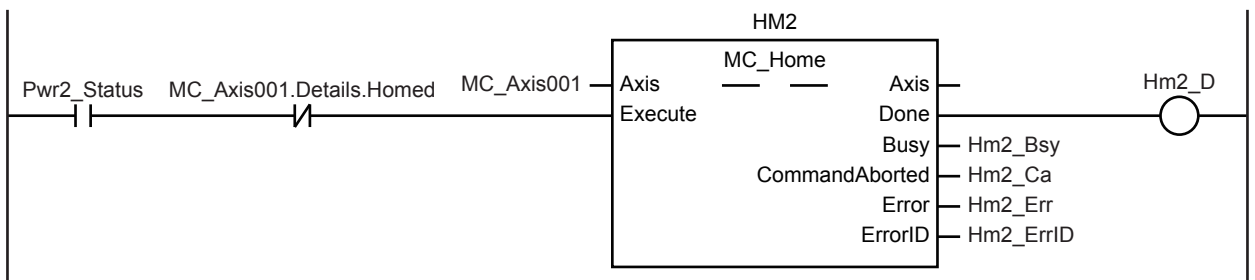 HM2
MC_Home
Pwr2_Status MC_Axis001.Details.Homed MC_Axis001 Axis Axis Hm2_D
Execute Done
Busy Hm2_Bsy
CommandAborted Hm2_Ca
Error Hm2_Err
ErrorID Hm2_ErrID